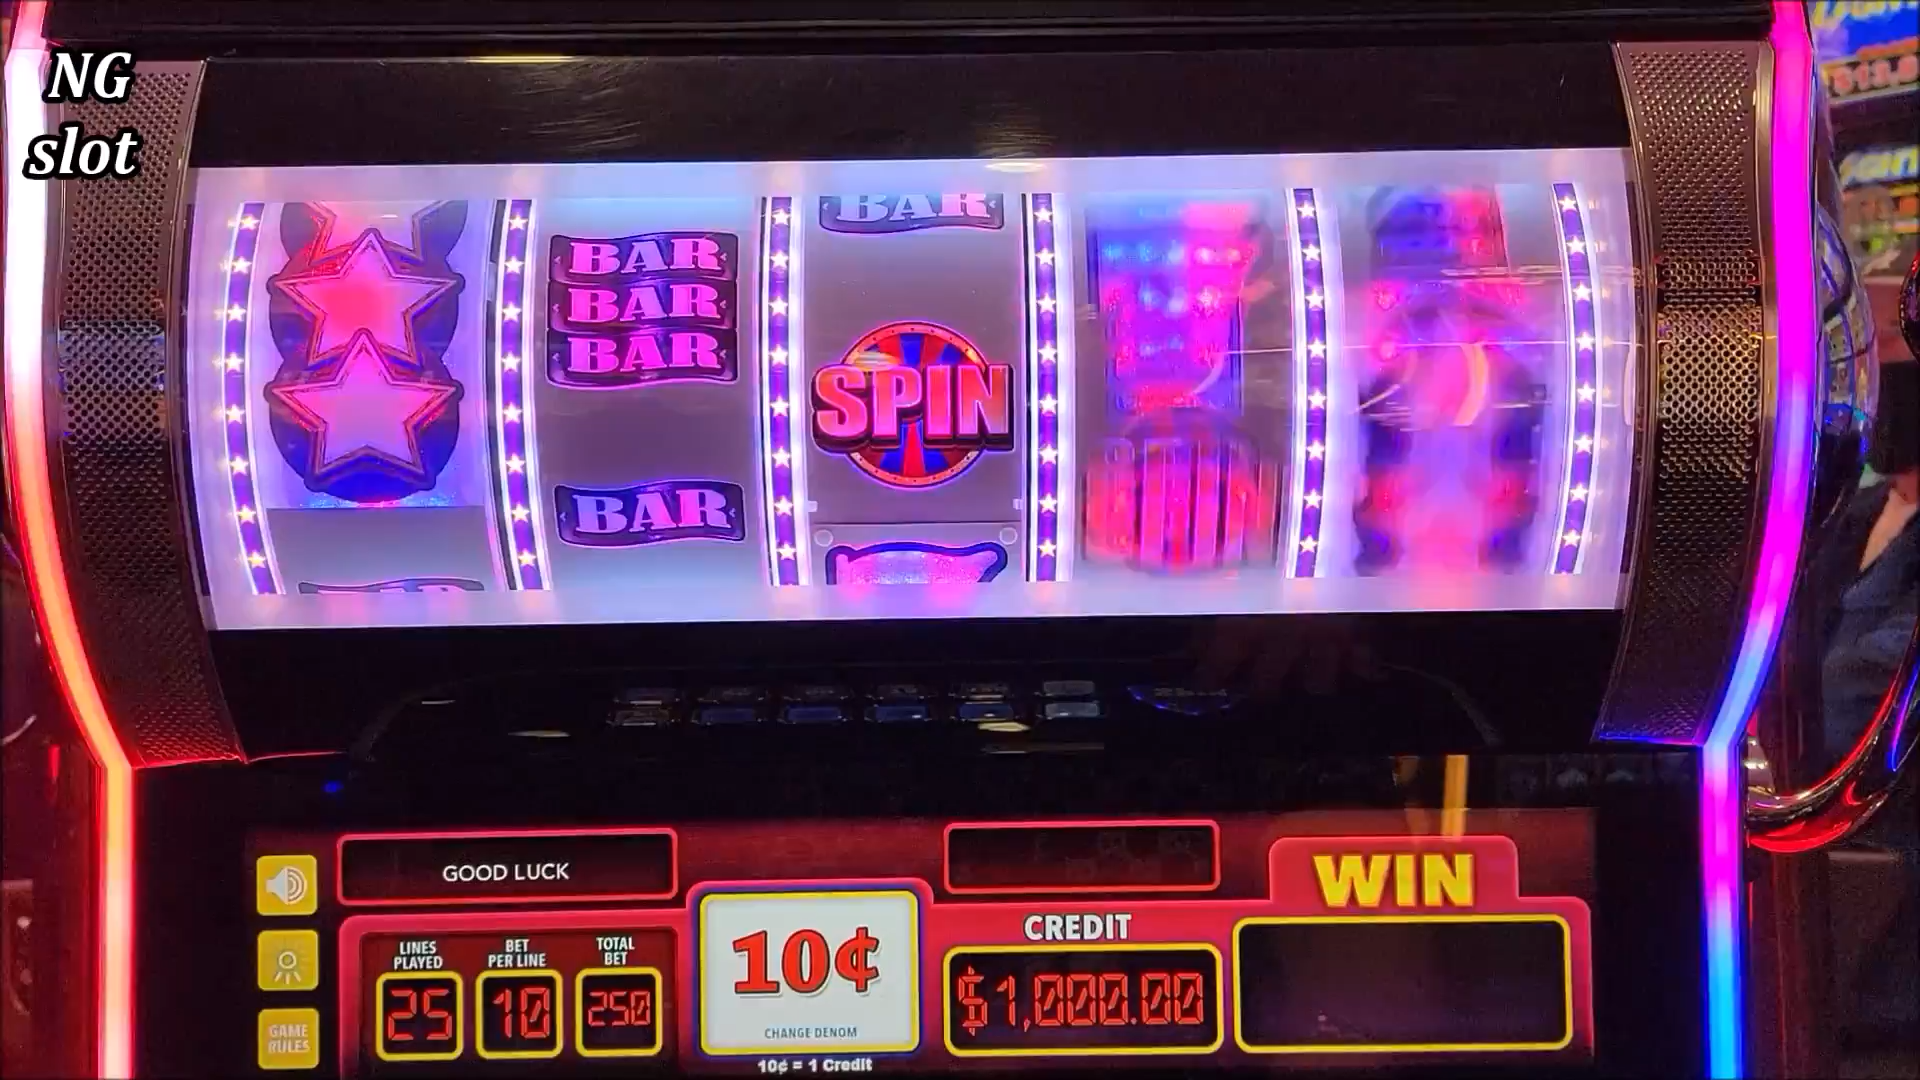 NG
slot
BAR
BAR
BAR
BAR
BAR
SPIN
BAR
GOOD LUCK
WIN
LINES
PLAYED
BET
PER LINE
TOTAL
BET
25
10
250
10¢
CHANGE DENOM
10¢ = 1 Credit
CREDIT
$1,000.00
GAME
RULES